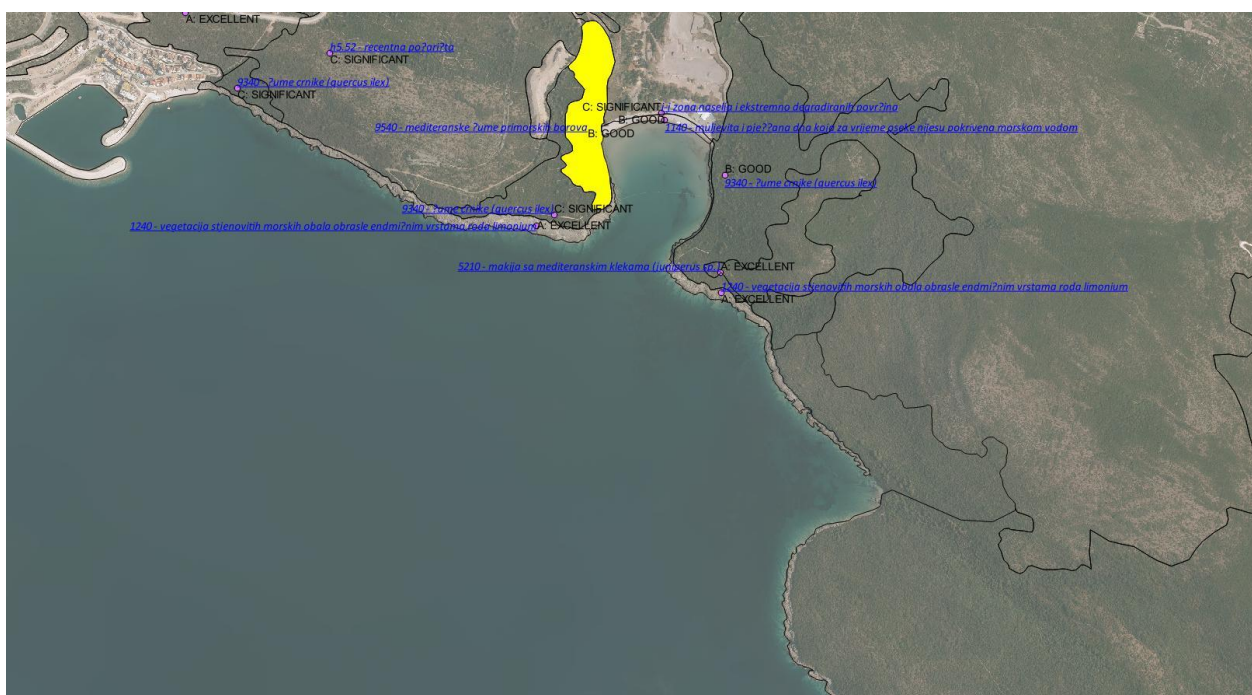 A: EXCELLENT
h5.52 - recentna po?ari?ta
C: SIGNIFICANT
9340 - ?ume crnike (quercus ilex)
C: SIGNIFICANT
C: SIGNIFICANT
j-j zona naselja i ekstremno degradiranih povr?ina
B: GOOD
9540 - mediteranske ?ume primorskih borova
B: GOOD
1140 - muljevita i pje??ana dna koja za vrijeme oseke nijesu pokrivena morskom vodom
B: GOOD
9340 - ?ume crnike (quercus ilex)
9340 - ?ume crnike (quercus ilex)
C: SIGNIFICANT
1240 - vegetacija stjenovitih morskih obala obrasle endmi?nim vrstama roda limonium
A: EXCELLENT
5210 - makija sa mediteranskim klekama (juniperus sp.)
A: EXCELLENT
1240 - vegetacija stjenovitih morskih obala obrasle endmi?nim vrstama roda limonium
A: EXCELLENT